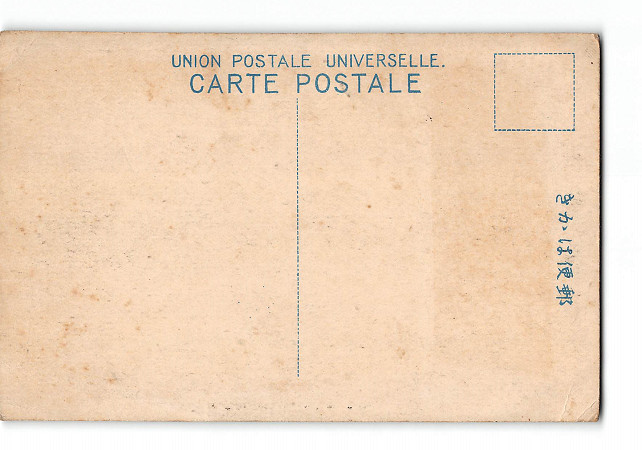 UNION POSTALE UNIVERSELLE.
CARTE POSTALE
郵便はかき